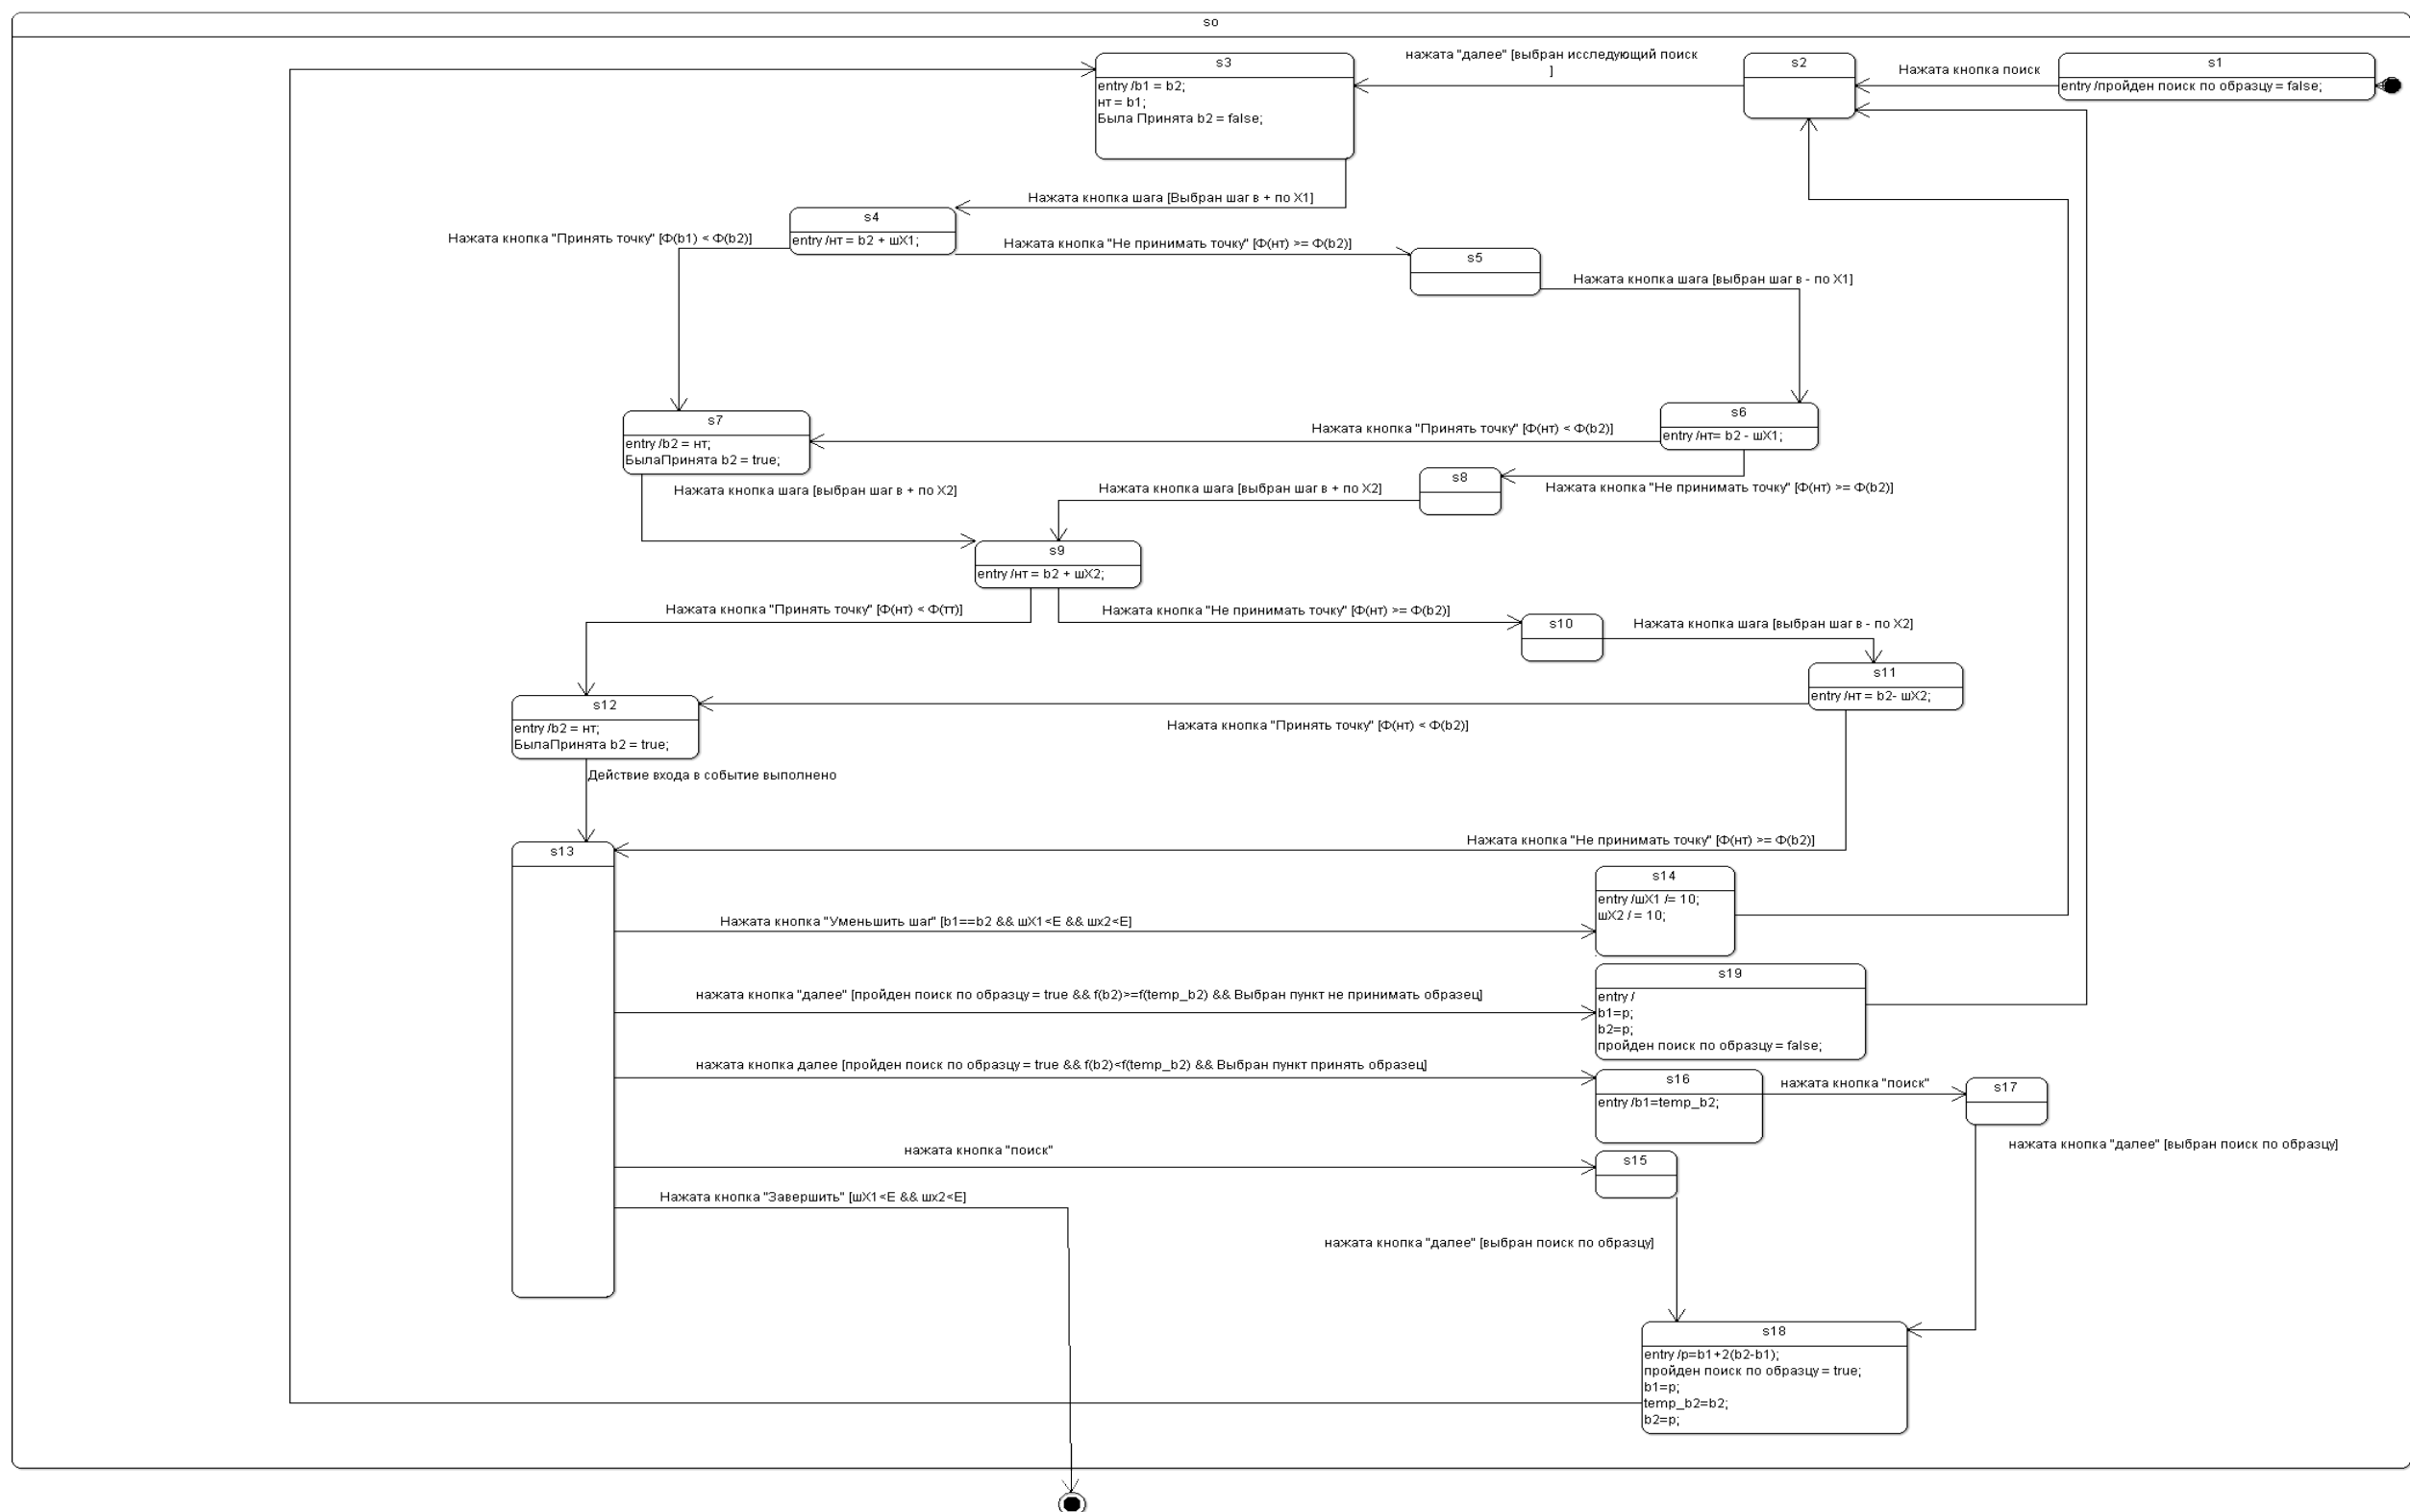 so
s3
entry /b1 = b2;
нт = b1;
Была Принята b2 = false;
нажата "далее" [выбран исследующий поиск
]
s2
Нажата кнопка поиск
s1
entry /пройден поиск по образцу = false;
Нажата кнопка шага [Выбран шаг в + по X1]
s4
entry /нт = b2 + шX1;
Нажата кнопка "Принять точку" [Ф(b1) < Ф(b2)]
Нажата кнопка "Не принимать точку" [Ф(нт) >= Ф(b2)]
s5
Нажата кнопка шага [выбран шаг в - по X1]
s7
entry /b2 = нт;
БылаПринята b2 = true;
Нажата кнопка "Принять точку" [Ф(нт) < Ф(b2)]
s6
entry /нт= b2 - шX1;
Нажата кнопка шага [выбран шаг в + по X2]
Нажата кнопка шага [выбран шаг в + по X2]
s8
Нажата кнопка "Не принимать точку" [Ф(нт) >= Ф(b2)]
s9
entry /нт = b2 + шX2;
Нажата кнопка "Принять точку" [Ф(нт) < Ф(тт)]
Нажата кнопка "Не принимать точку" [Ф(нт) >= Ф(b2)]
s10
Нажата кнопка шага [выбран шаг в - по X2]
s11
entry /нт = b2- шX2;
s12
entry /b2 = нт;
БылаПринята b2 = true;
Нажата кнопка "Принять точку" [Ф(нт) < Ф(b2)]
Действие входа в событие выполнено
s13
Нажата кнопка "Не принимать точку" [Ф(нт) >= Ф(b2)]
s14
entry /шX1 /= 10;
шX2 / = 10;
Нажата кнопка "Уменьшить шаг" [b1==b2 && шX1<E && шx2<E]
s19
entry /
b1=p;
b2=p;
пройден поиск по образцу = false;
нажата кнопка "далее" [пройден поиск по образцу = true && f(b2)>=f(temp_b2) && Выбран пункт не принимать образец]
нажата кнопка далее [пройден поиск по образцу = true && f(b2)<f(temp_b2) && Выбран пункт принять образец]
s16
entry /b1=temp_b2;
нажата кнопка "поиск"
s17
нажата кнопка "поиск"
s15
нажата кнопка "далее" [выбран поиск по образцу]
Нажата кнопка "Завершить" [шX1<E && шx2<E]
нажата кнопка "далее" [выбран поиск по образцу]
s18
entry /p=b1+2(b2-b1);
пройден поиск по образцу = true;
b1=p;
temp_b2=b2;
b2=p;